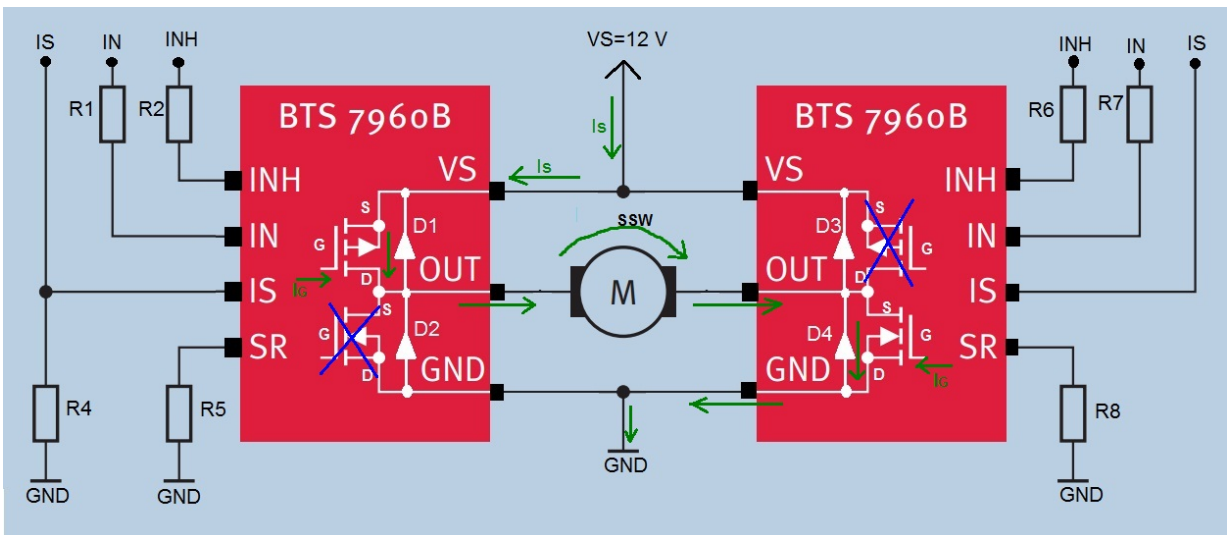 IS IN INH VS=12 V INH IN IS
R1 R2 Is R6 R7
BTS 7960B BTS 7960B
INH VS Is VS INH
S SSW S
IN G D1 D3 G IN
IS IG D OUT M OUT D IS
S S
SR G D2 D4 G SR
D GND GND D IG
R4 R5 R8
GND
GND GND GND